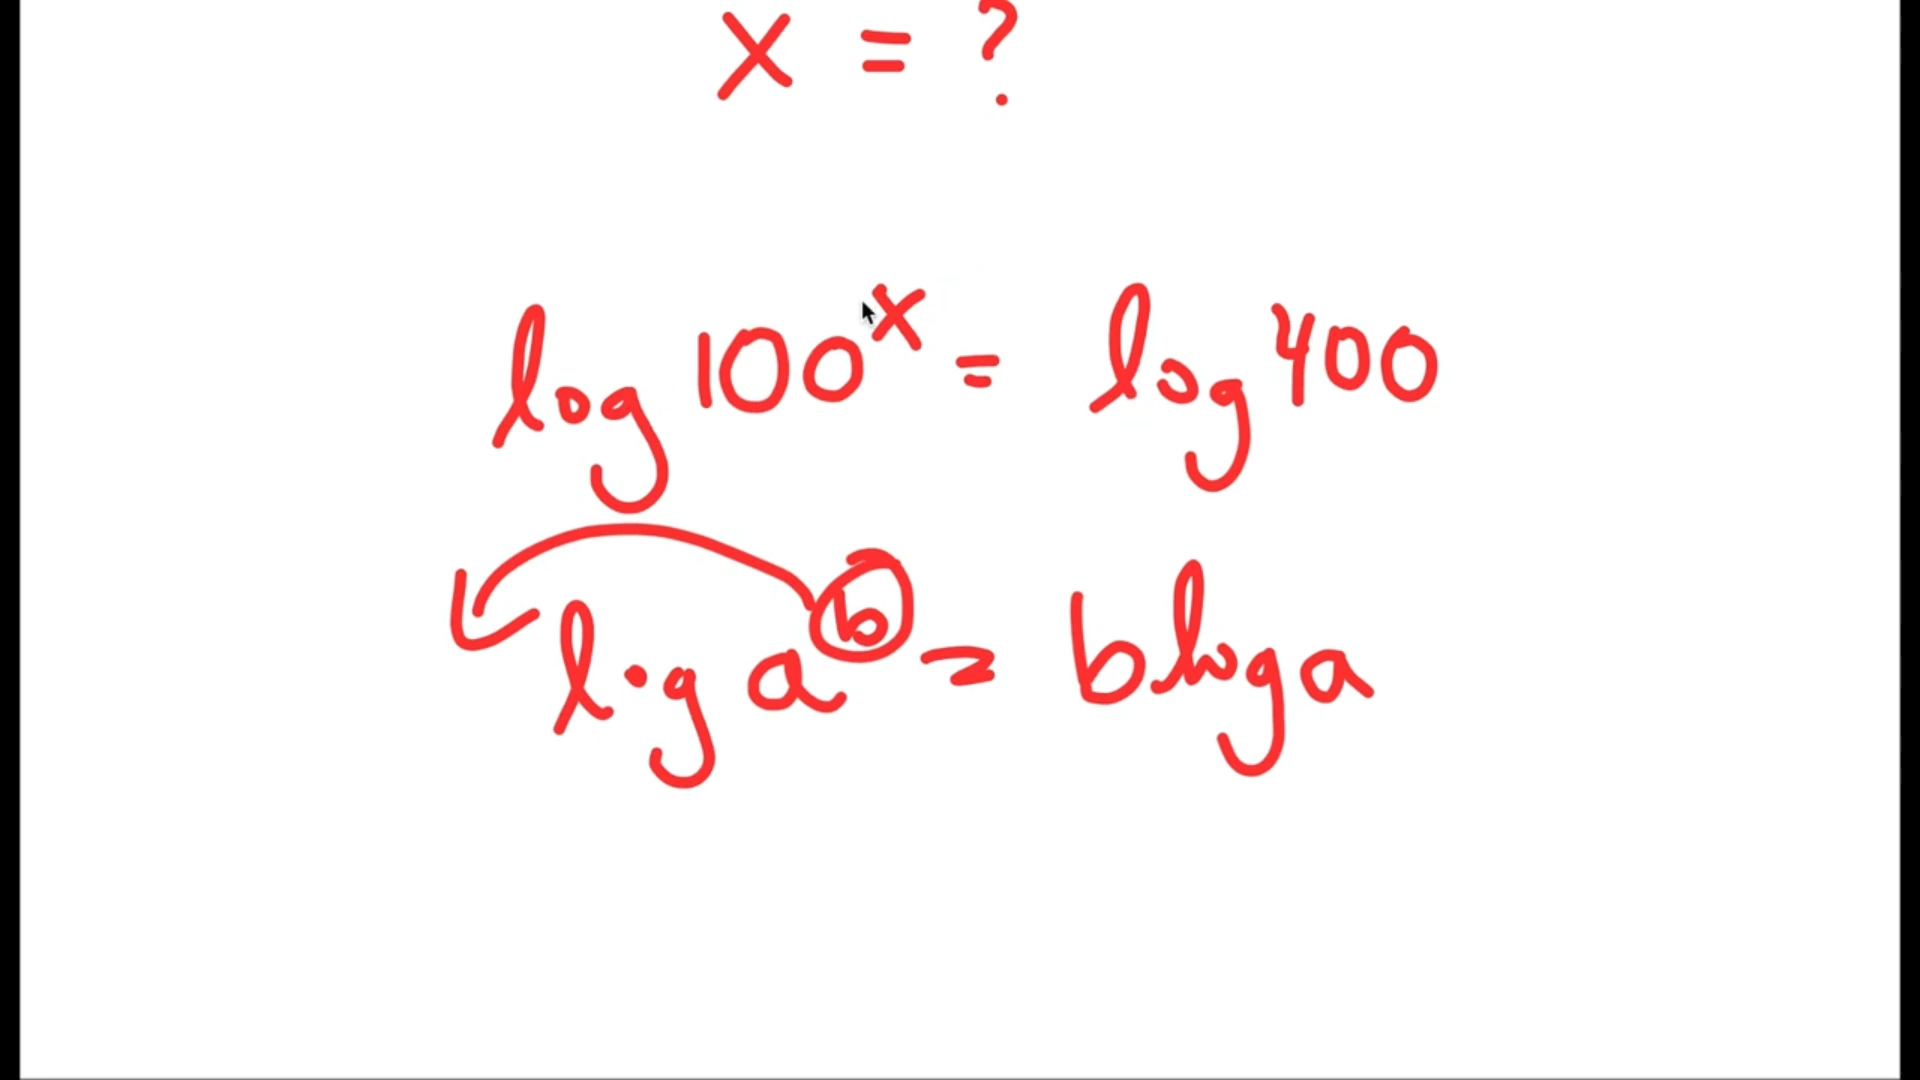 x = ?
log 100^x = log 400
log a^b = b log a